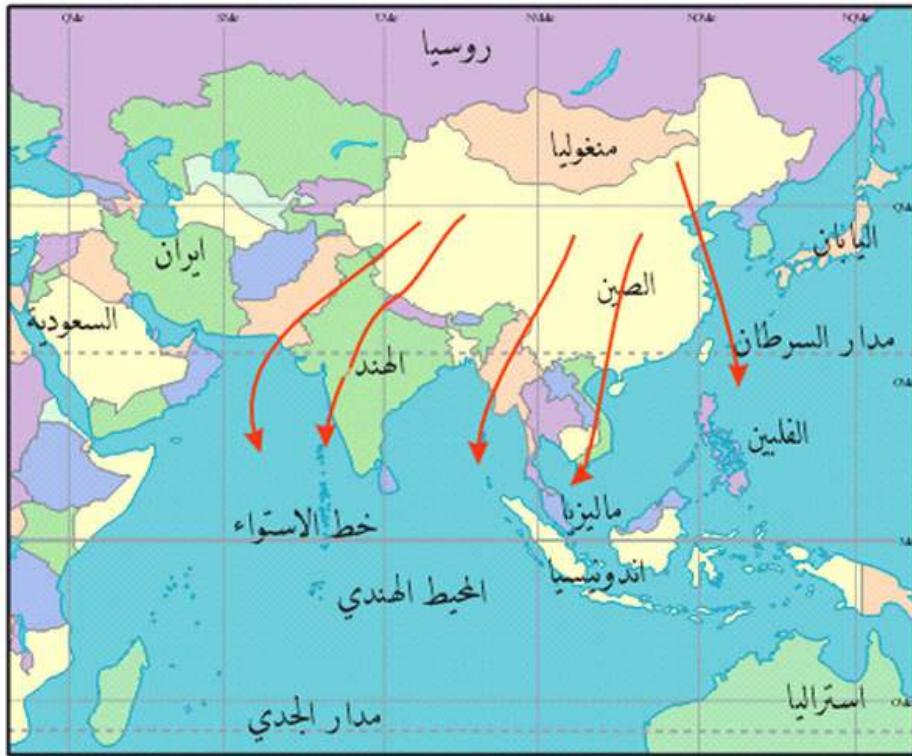 روسيا
منغوليا
اليابان
ايران
الصين
السعودية
مدار السرطان
الهند
الفلبين
ماليزيا
خط الاستواء
اندونيسيا
المحيط الهندي
استراليا
مدار الجدي